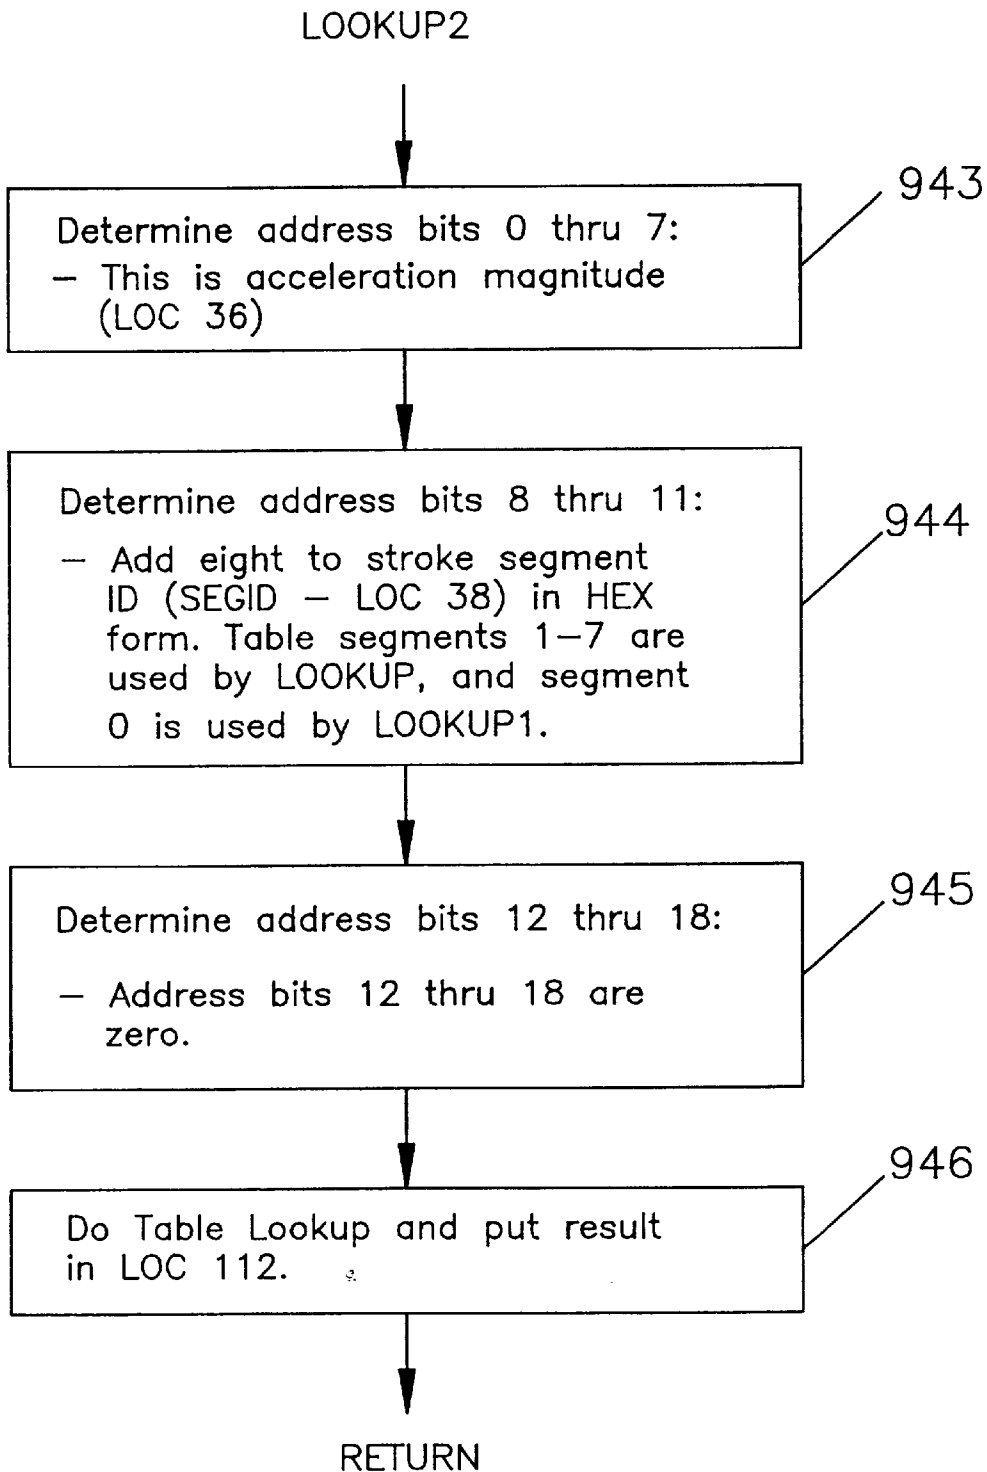 LOOKUP2
943
Determine address bits 0 thru 7:
– This is acceleration magnitude
(LOC 36)
944
Determine address bits 8 thru 11:
– Add eight to stroke segment
ID (SEGID – LOC 38) in HEX
form. Table segments 1–7 are
used by LOOKUP, and segment
0 is used by LOOKUP1.
945
Determine address bits 12 thru 18:
– Address bits 12 thru 18 are
zero.
946
Do Table Lookup and put result
in LOC 112.
RETURN